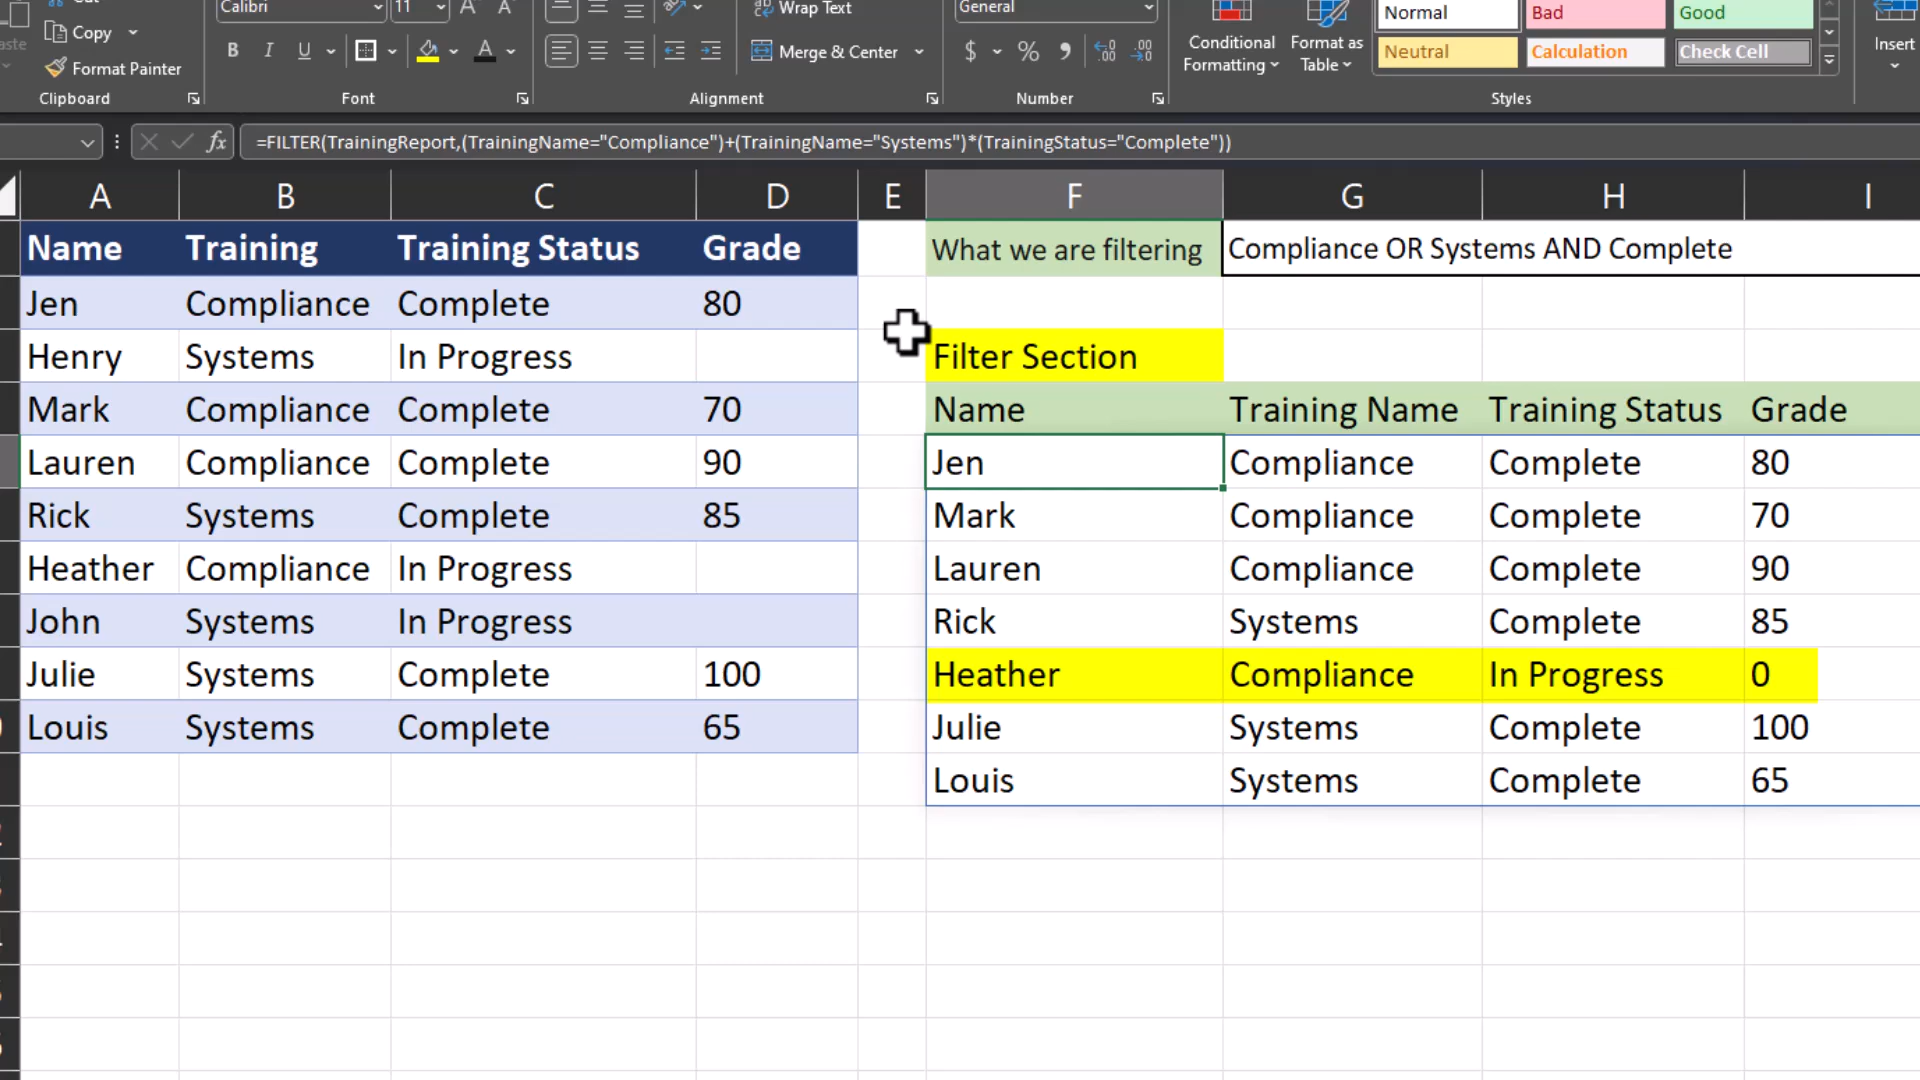 Calibri 11 A A Wrap Text General Normal Bad Good
Copy
Format Painter
B I U A Merge & Center $ % Conditional Formatting Format as Table Neutral Calculation Check Cell Insert
Clipboard Font Alignment Number Styles
fx =FILTER(TrainingReport,(TrainingName="Compliance")+(TrainingName="Systems")*(TrainingStatus="Complete"))
A B C D E F G H I
Name Training Training Status Grade What we are filtering Compliance OR Systems AND Complete
Jen Compliance Complete 80
Henry Systems In Progress Filter Section
Mark Compliance Complete 70 Name Training Name Training Status Grade
Lauren Compliance Complete 90 Jen Compliance Complete 80
Rick Systems Complete 85 Mark Compliance Complete 70
Heather Compliance In Progress Lauren Compliance Complete 90
John Systems In Progress Rick Systems Complete 85
Julie Systems Complete 100 Heather Compliance In Progress 0
Louis Systems Complete 65 Julie Systems Complete 100
Louis Systems Complete 65